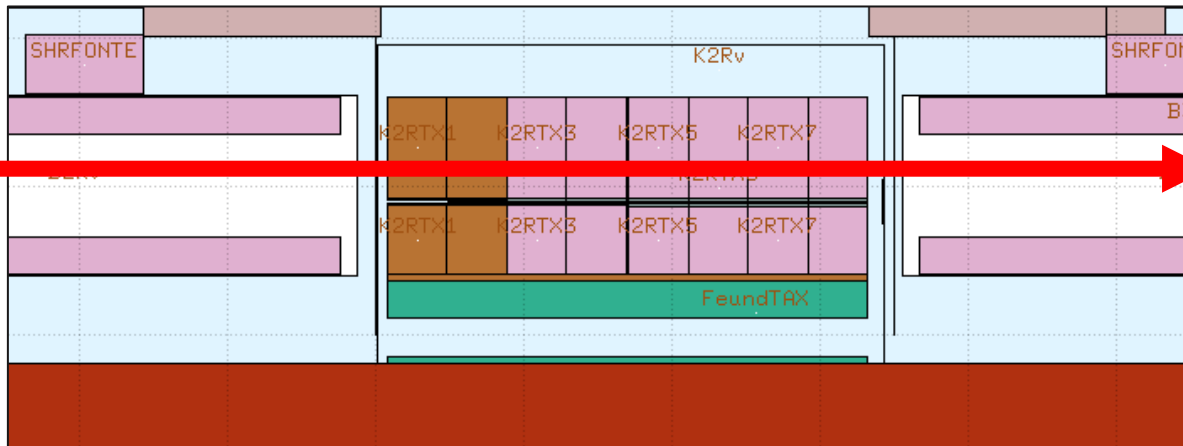 SHRFONTE
K2Rv
SHRFON
B
K2RTX1 K2RTX3 K2RTX5 K2RTX7
K2RTX1 K2RTX3 K2RTX5 K2RTX7
FeundTAX